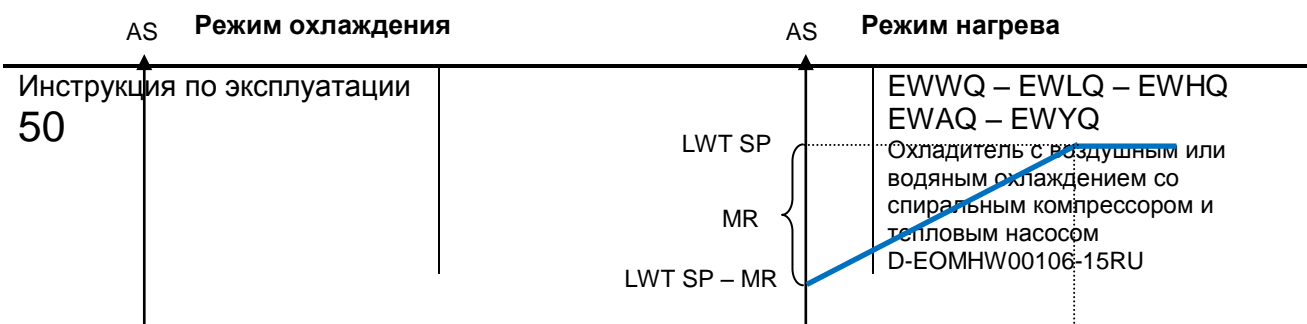 AS Режим охлаждения AS Режим нагрева
Инструкция по эксплуатации
50
EWWQ – EWLQ – EWHQ
EWAQ – EWYQ
Охладитель с воздушным или
водяным охлаждением со
спиральным компрессором и
тепловым насосом
D-EOMHW00106-15RU
LWT SP
MR
LWT SP – MR